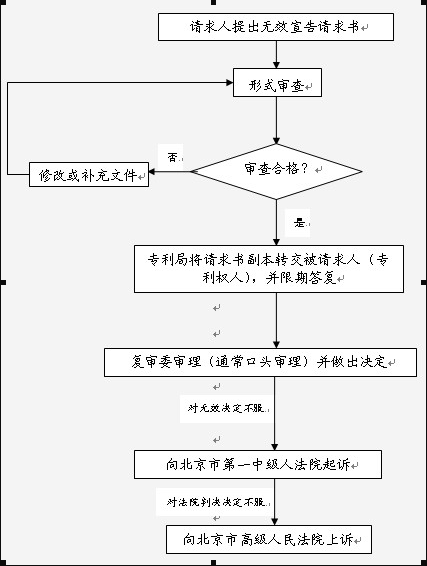 请求人提出无效宣告请求书
形式审查
审查合格？
否
修改或补充文件
是
专利局将请求书副本转交被请求人（专
利权人），并限期答复
复审委审理（通常口头审理）并做出决定
对无效决定不服
向北京市第一中级人法院起诉
对法院判决决定不服
向北京市高级人民法院上诉